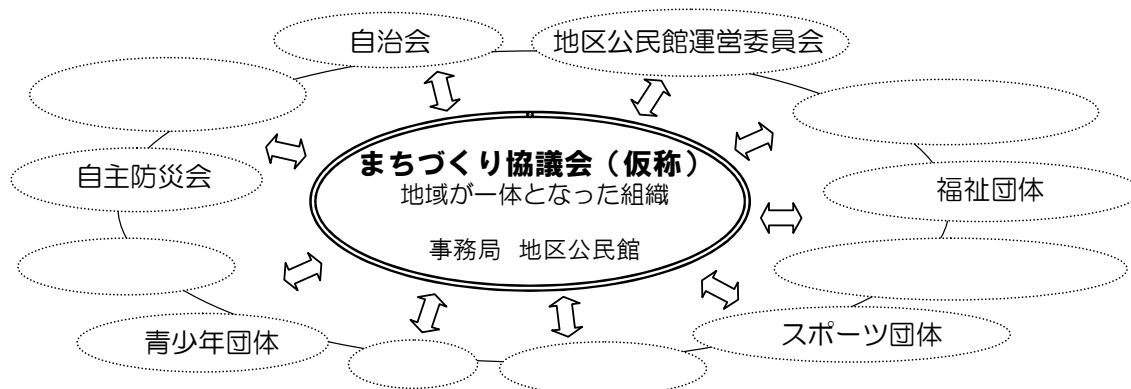 自治会
地区公民館運営委員会
まちづくり協議会（仮称）
地域が一体となった組織
自主防災会
福祉団体
事務局 地区公民館
青少年団体
スポーツ団体